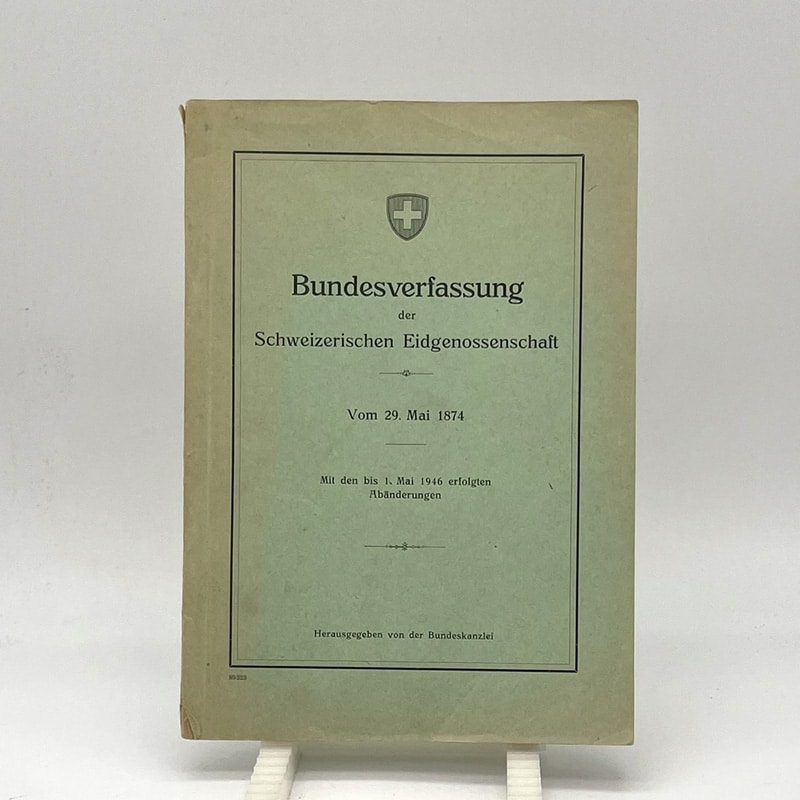 Bundesverfassung
der
Schweizerischen Eidgenossenschaft
Vom 29. Mai 1874
Mit den bis 1. Mai 1946 erfolgten
Abänderungen
Herausgegeben von der Bundeskanzlei